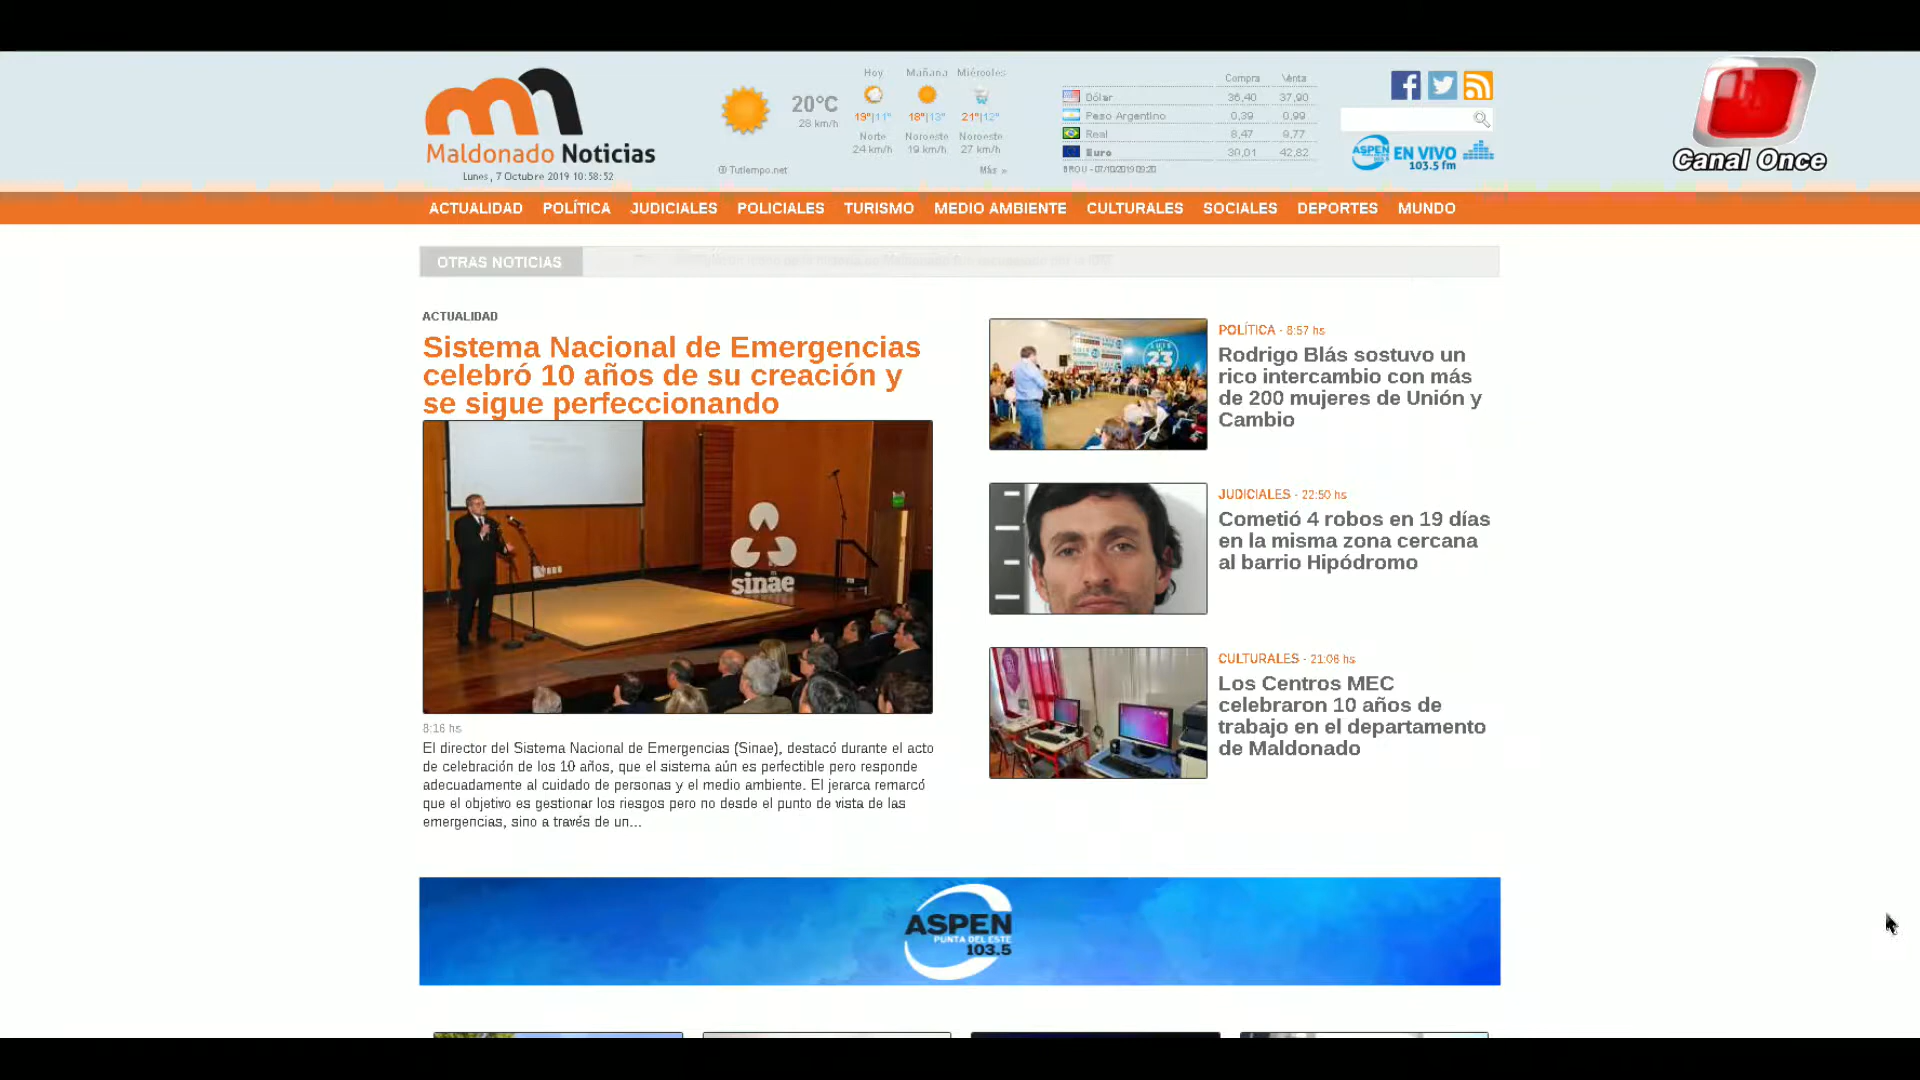 Maldonado Noticias
Lunes, 7 Octubre 2019 10:58:52
20°C
28 km/h
Hoy Mañana Miércoles
19°|11° 18°|13° 21°|12°
Norte Noroeste Noroeste
24 km/h 19 km/h 27 km/h
Tutiempo.net Más »
Compra Venta
Dólar 36,40 37,90
Peso Argentino 0,39 0,99
Real 8,47 9,77
Euro 42,82
BROU - 07/10/2019 09:20
ASPEN EN VIVO
103.5 fm
Canal Once
ACTUALIDAD POLÍTICA JUDICIALES POLICIALES TURISMO MEDIO AMBIENTE CULTURALES SOCIALES DEPORTES MUNDO
OTRAS NOTICIAS
ACTUALIDAD
Sistema Nacional de Emergencias
celebró 10 años de su creación y
se sigue perfeccionando
sinae
8:16 hs
El director del Sistema Nacional de Emergencias (Sinae), destacó durante el acto
de celebración de los 10 años, que el sistema aún es perfectible pero responde
adecuadamente al cuidado de personas y el medio ambiente. El jerarca remarcó
que el objetivo es gestionar los riesgos pero no desde el punto de vista de las
emergencias, sino a través de un...
23
POLÍTICA - 8:57 hs
Rodrigo Blás sostuvo un
rico intercambio con más
de 200 mujeres de Unión y
Cambio
JUDICIALES - 22:50 hs
Cometió 4 robos en 19 días
en la misma zona cercana
al barrio Hipódromo
CULTURALES - 21:06 hs
Los Centros MEC
celebraron 10 años de
trabajo en el departamento
de Maldonado
ASPEN
PUNTA DEL ESTE
103.5